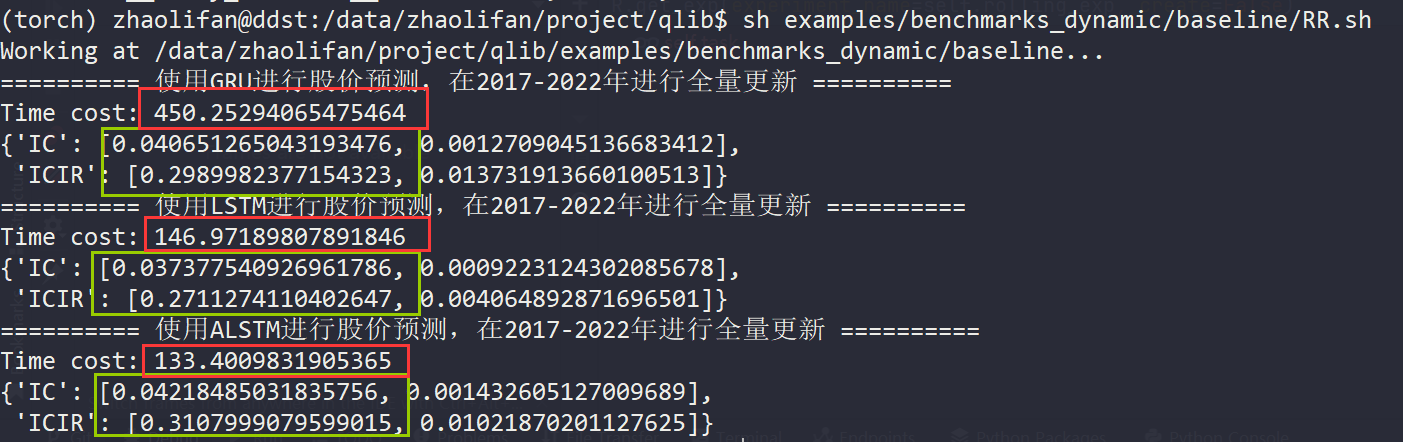 (torch) zhaolifan@ddst:/data/zhaolifan/project/qlib$ sh examples/benchmarks_dynamic/baseline/RR.sh
Working at /data/zhaolifan/project/qlib/examples/benchmarks_dynamic/baseline...
========== 使用GRU进行股价预测，在2017-2022年进行全量更新 ==========
Time cost: 450.25294065475464
{'IC': [0.040651265043193476, 0.0012709045136683412],
 'ICIR': [0.2989982377154323, 0.013731913660100513]}
========== 使用LSTM进行股价预测，在2017-2022年进行全量更新 ==========
Time cost: 146.97189807891846
{'IC': [0.037377540926961786, 0.0009223124302085678],
 'ICIR': [0.2711274110402647, 0.004064892871696501]}
========== 使用ALSTM进行股价预测，在2017-2022年进行全量更新 ==========
Time cost: 133.4009831905365
{'IC': [0.04218485031835756, 0.001432605127009689],
 'ICIR': [0.3107999079599015, 0.01021870201127625]}